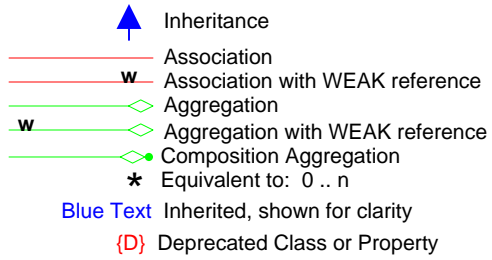 Inheritance
Association
w Association with WEAK reference
Aggregation
w Aggregation with WEAK reference
Composition Aggregation
* Equivalent to: 0 .. n
Blue Text Inherited, shown for clarity
{D} Deprecated Class or Property